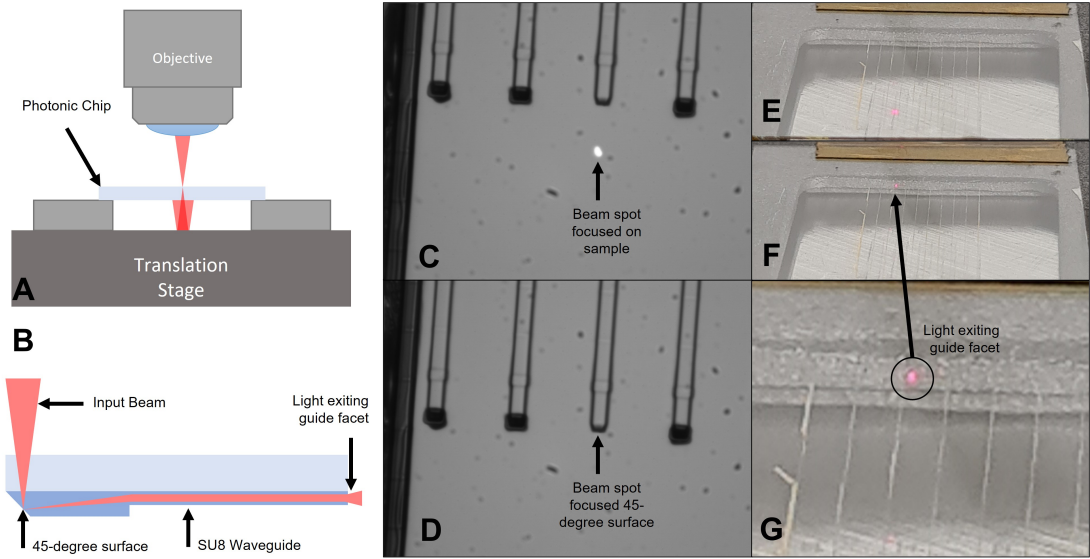 Objective
Photonic Chip
Translation
Stage
A
B
Input Beam
Light exiting
guide facet
45-degree surface
SU8 Waveguide
Beam spot
focused on
sample
C
Beam spot
focused 45-
degree surface
D
E
F
Light exiting
guide facet
G